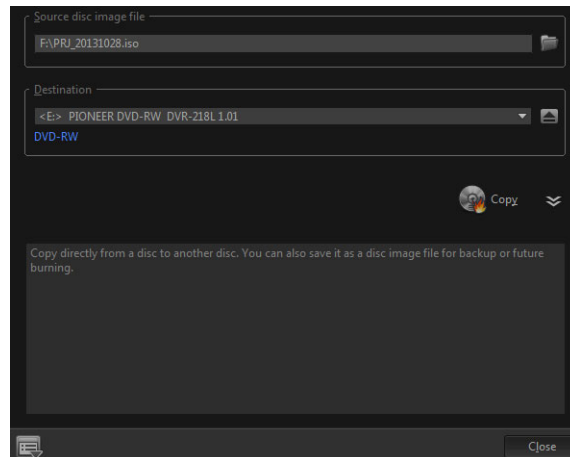 Source disc image file
F:\PRJ_20131028.iso
Destination
<E:> PIONEER DVD-RW DVR-218L 1.01
DVD-RW
Copy
Copy directly from a disc to another disc. You can also save it as a disc image file for backup or future
burning.
Close